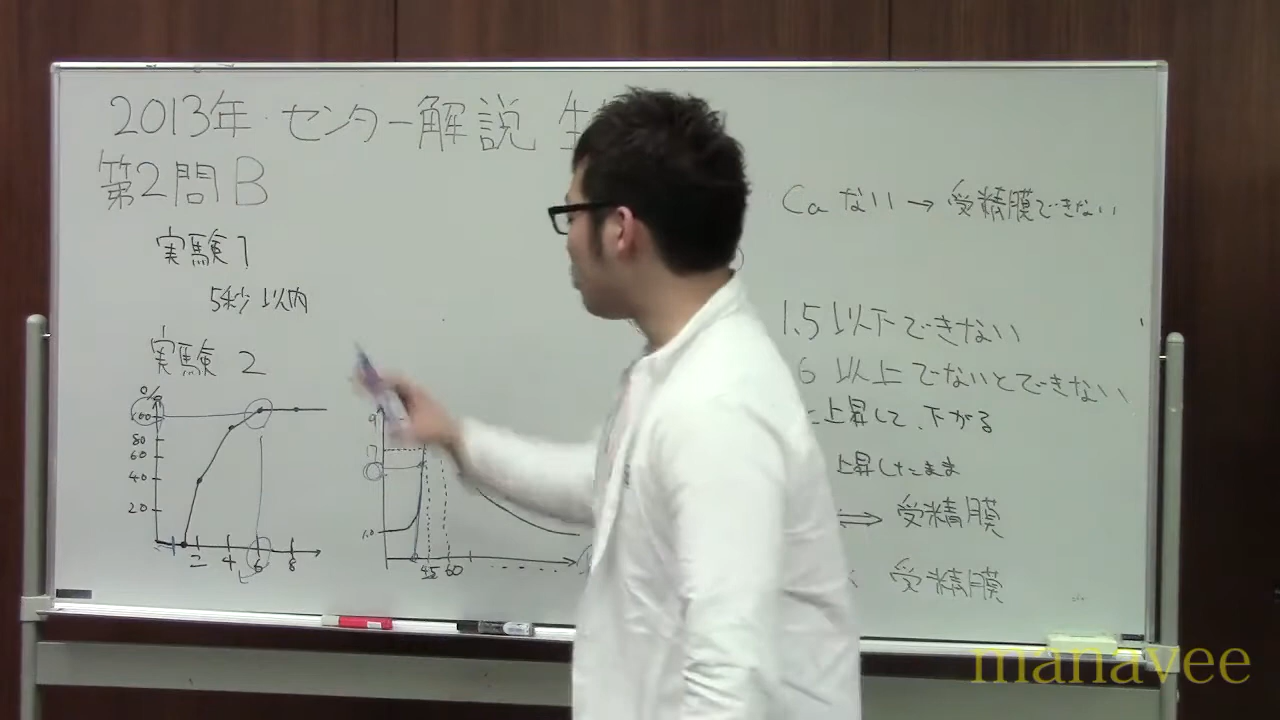 2013年 センター解説 生
第2問B
実験1
5秒以内
実験2
%
100
80
60
40
20
2 4 6 8
9
7
1.0
45 60
Ca ない → 受精膜できない
1.5以下できない
6 以上でないとできない
上昇して、下がる
上昇したまま
⇒ 受精膜
受精膜
manavee